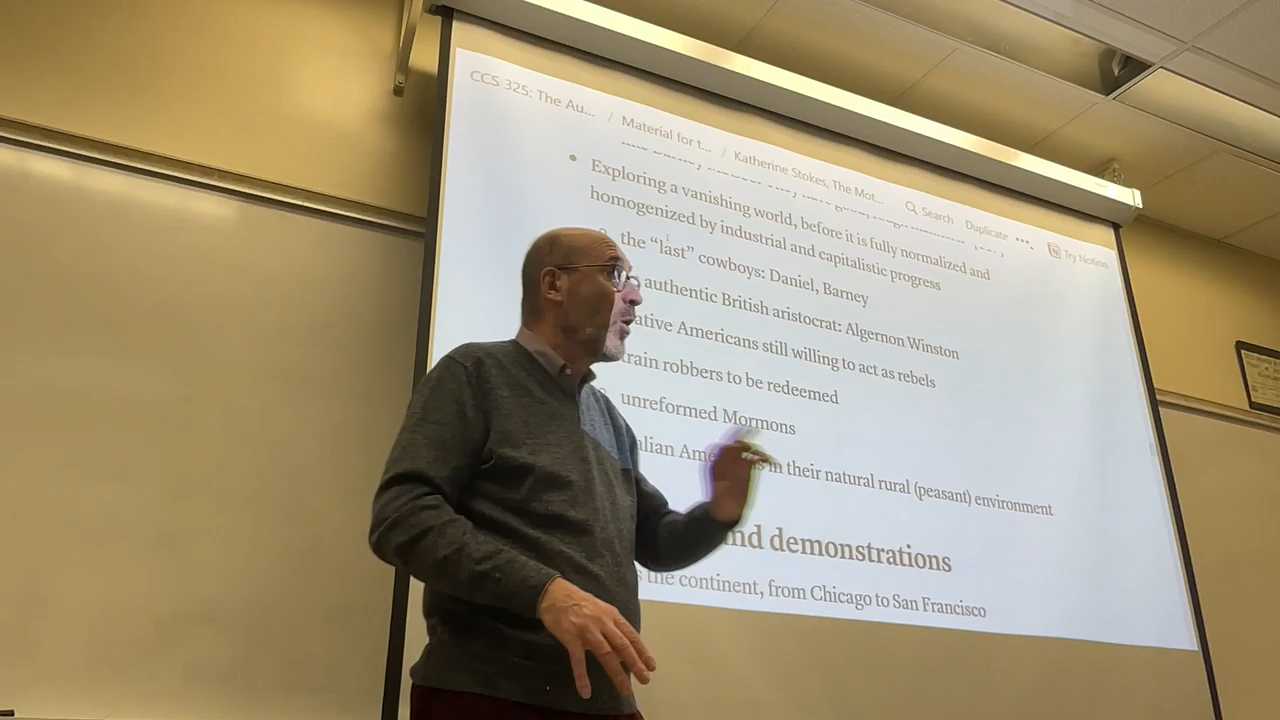 CCS 325: The Au... / Material for t... / Katherine Stokes, The Mot... Search Duplicate ••• Try Notion
• Exploring a vanishing world, before it is fully normalized and
homogenized by industrial and capitalistic progress
the “last” cowboys: Daniel, Barney
authentic British aristocrat: Algernon Winston
ative Americans still willing to act as rebels
train robbers to be redeemed
unreformed Mormons
lian Ame s in their natural rural (peasant) environment
nd demonstrations
s the continent, from Chicago to San Francisco